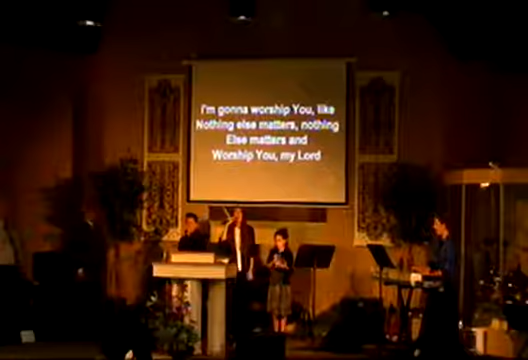 I'm gonna worship You, like
Nothing else matters, nothing
Else matters and
Worship You, my Lord